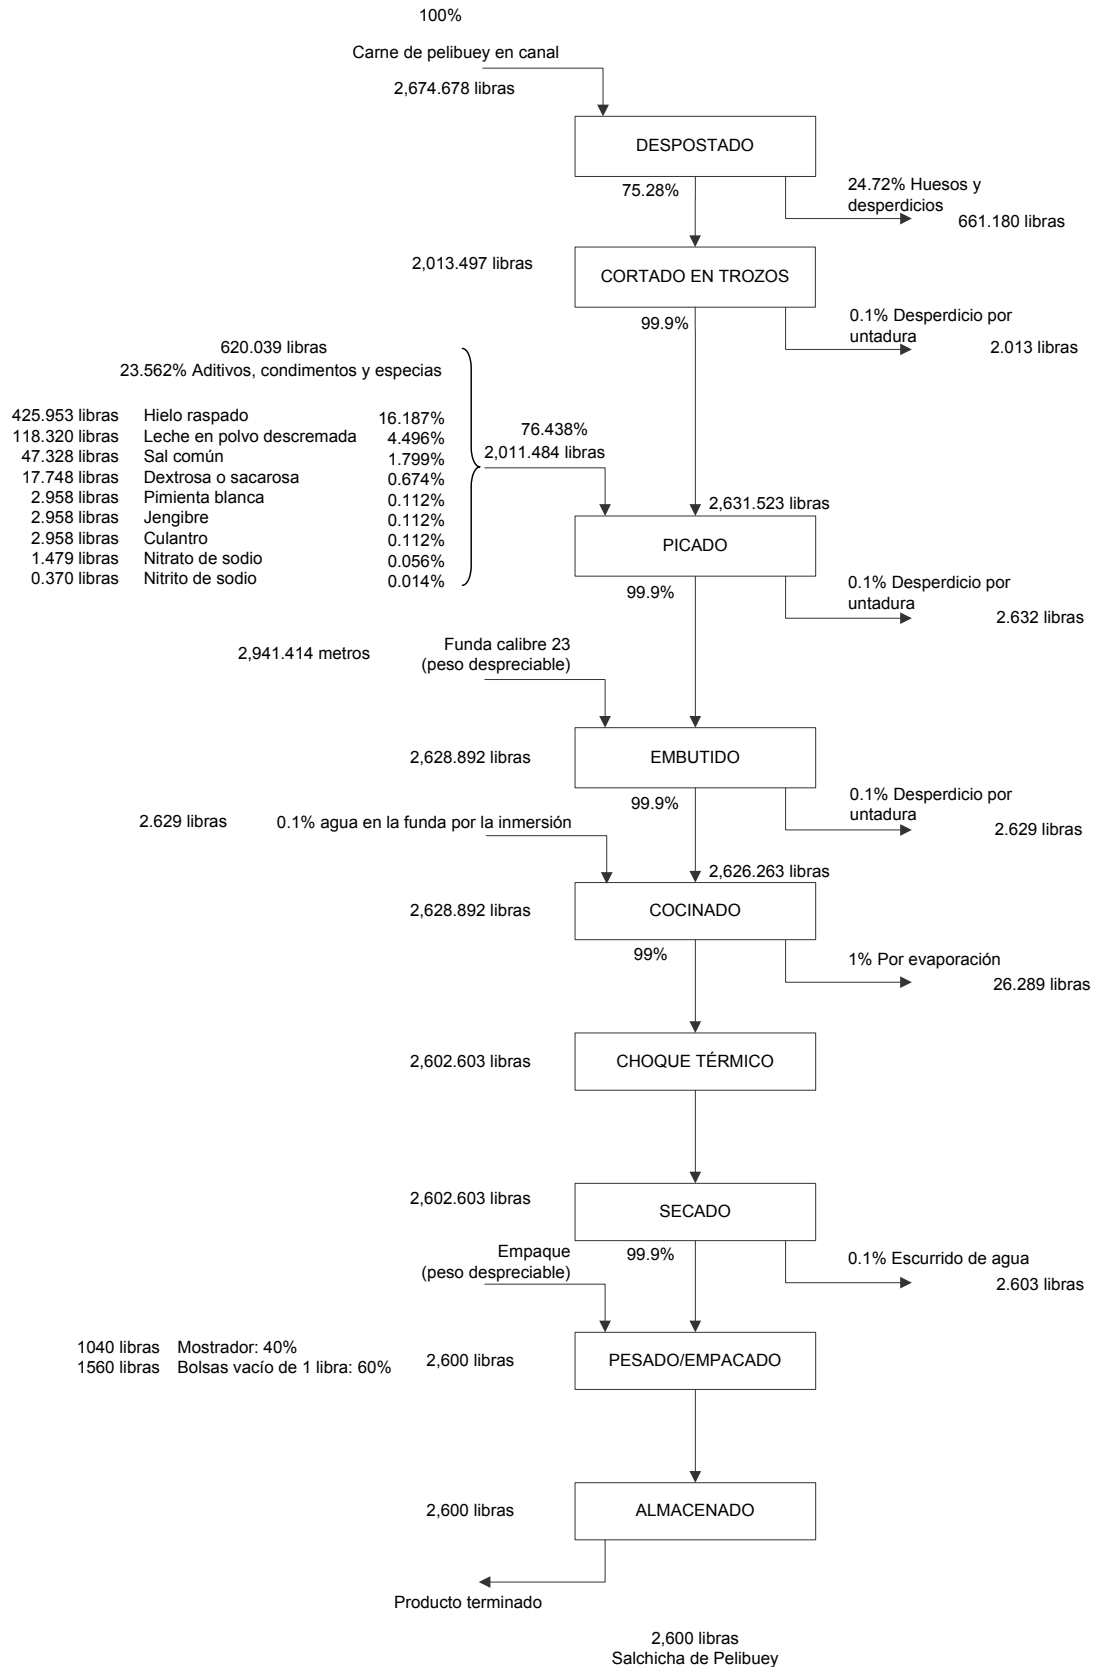 100%
Carne de pelibuey en canal
2,674.678 libras
DESPOSTADO
75.28%
24.72% Huesos y
desperdicios
661.180 libras
2,013.497 libras
CORTADO EN TROZOS
99.9%
0.1% Desperdicio por
untadura
2.013 libras
620.039 libras
23.562% Aditivos, condimentos y especias
425.953 libras Hielo raspado 16.187%
118.320 libras Leche en polvo descremada 4.496%
47.328 libras Sal común 1.799%
17.748 libras Dextrosa o sacarosa 0.674%
2.958 libras Pimienta blanca 0.112%
2.958 libras Jengibre 0.112%
2.958 libras Culantro 0.112%
1.479 libras Nitrato de sodio 0.056%
0.370 libras Nitrito de sodio 0.014%
76.438%
2,011.484 libras
2,631.523 libras
PICADO
99.9%
0.1% Desperdicio por
untadura
2.632 libras
2,941.414 metros
Funda calibre 23
(peso despreciable)
2,628.892 libras
EMBUTIDO
99.9%
0.1% Desperdicio por
untadura
2.629 libras
2.629 libras
0.1% agua en la funda por la inmersión
2,626.263 libras
2,628.892 libras
COCINADO
99%
1% Por evaporación
26.289 libras
2,602.603 libras
CHOQUE TÉRMICO
2,602.603 libras
SECADO
99.9%
0.1% Escurrido de agua
2.603 libras
Empaque
(peso despreciable)
1040 libras Mostrador: 40%
1560 libras Bolsas vacío de 1 libra: 60%
2,600 libras
PESADO/EMPACADO
2,600 libras
ALMACENADO
Producto terminado
2,600 libras
Salchicha de Pelibuey